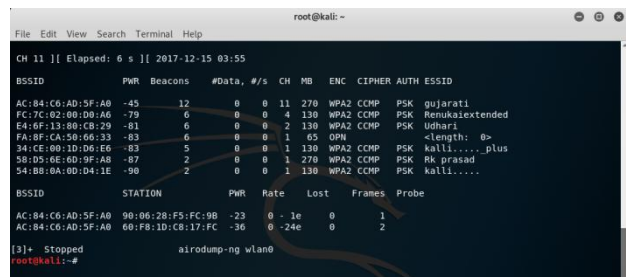 root@kali: ~
File Edit View Search Terminal Help
CH 11 ][ Elapsed: 6 s ][ 2017-12-15 03:55
BSSID PWR Beacons #Data, #/s CH MB ENC CIPHER AUTH ESSID
AC:84:C6:AD:5F:A0 -45 12 0 0 11 270 WPA2 CCMP PSK gujarati
FC:7C:02:00:D0:A6 -79 6 0 0 4 130 WPA2 CCMP PSK Renukaiextended
E4:6F:13:80:CB:29 -81 6 0 0 2 130 WPA2 CCMP PSK Udhari
FA:8F:CA:50:66:33 -83 6 0 0 1 65 OPN <length: 0>
34:CE:00:1D:D6:E6 -83 5 0 0 1 130 WPA2 CCMP PSK kalli....._plus
58:D5:6E:6D:9F:A8 -87 2 0 0 1 270 WPA2 CCMP PSK Rk prasad
54:B8:0A:0D:D4:1E -90 2 0 0 1 130 WPA2 CCMP PSK kalli.....
BSSID STATION PWR Rate Lost Frames Probe
AC:84:C6:AD:5F:A0 90:06:28:F5:FC:9B -23 0 - 1e 0 1
AC:84:C6:AD:5F:A0 60:F8:1D:C8:17:FC -36 0 -24e 0 2
[3]+ Stopped airodump-ng wlan0
root@kali:~#